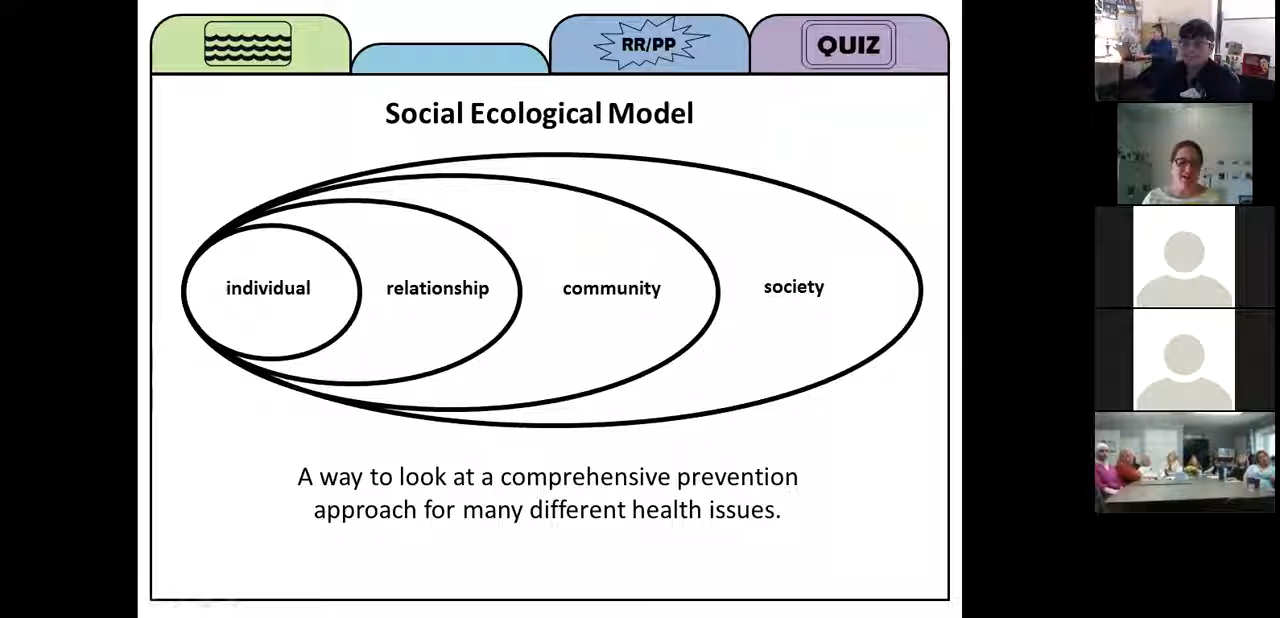 RR/PP
QUIZ
Social Ecological Model
individual
relationship
community
society
A way to look at a comprehensive prevention
approach for many different health issues.